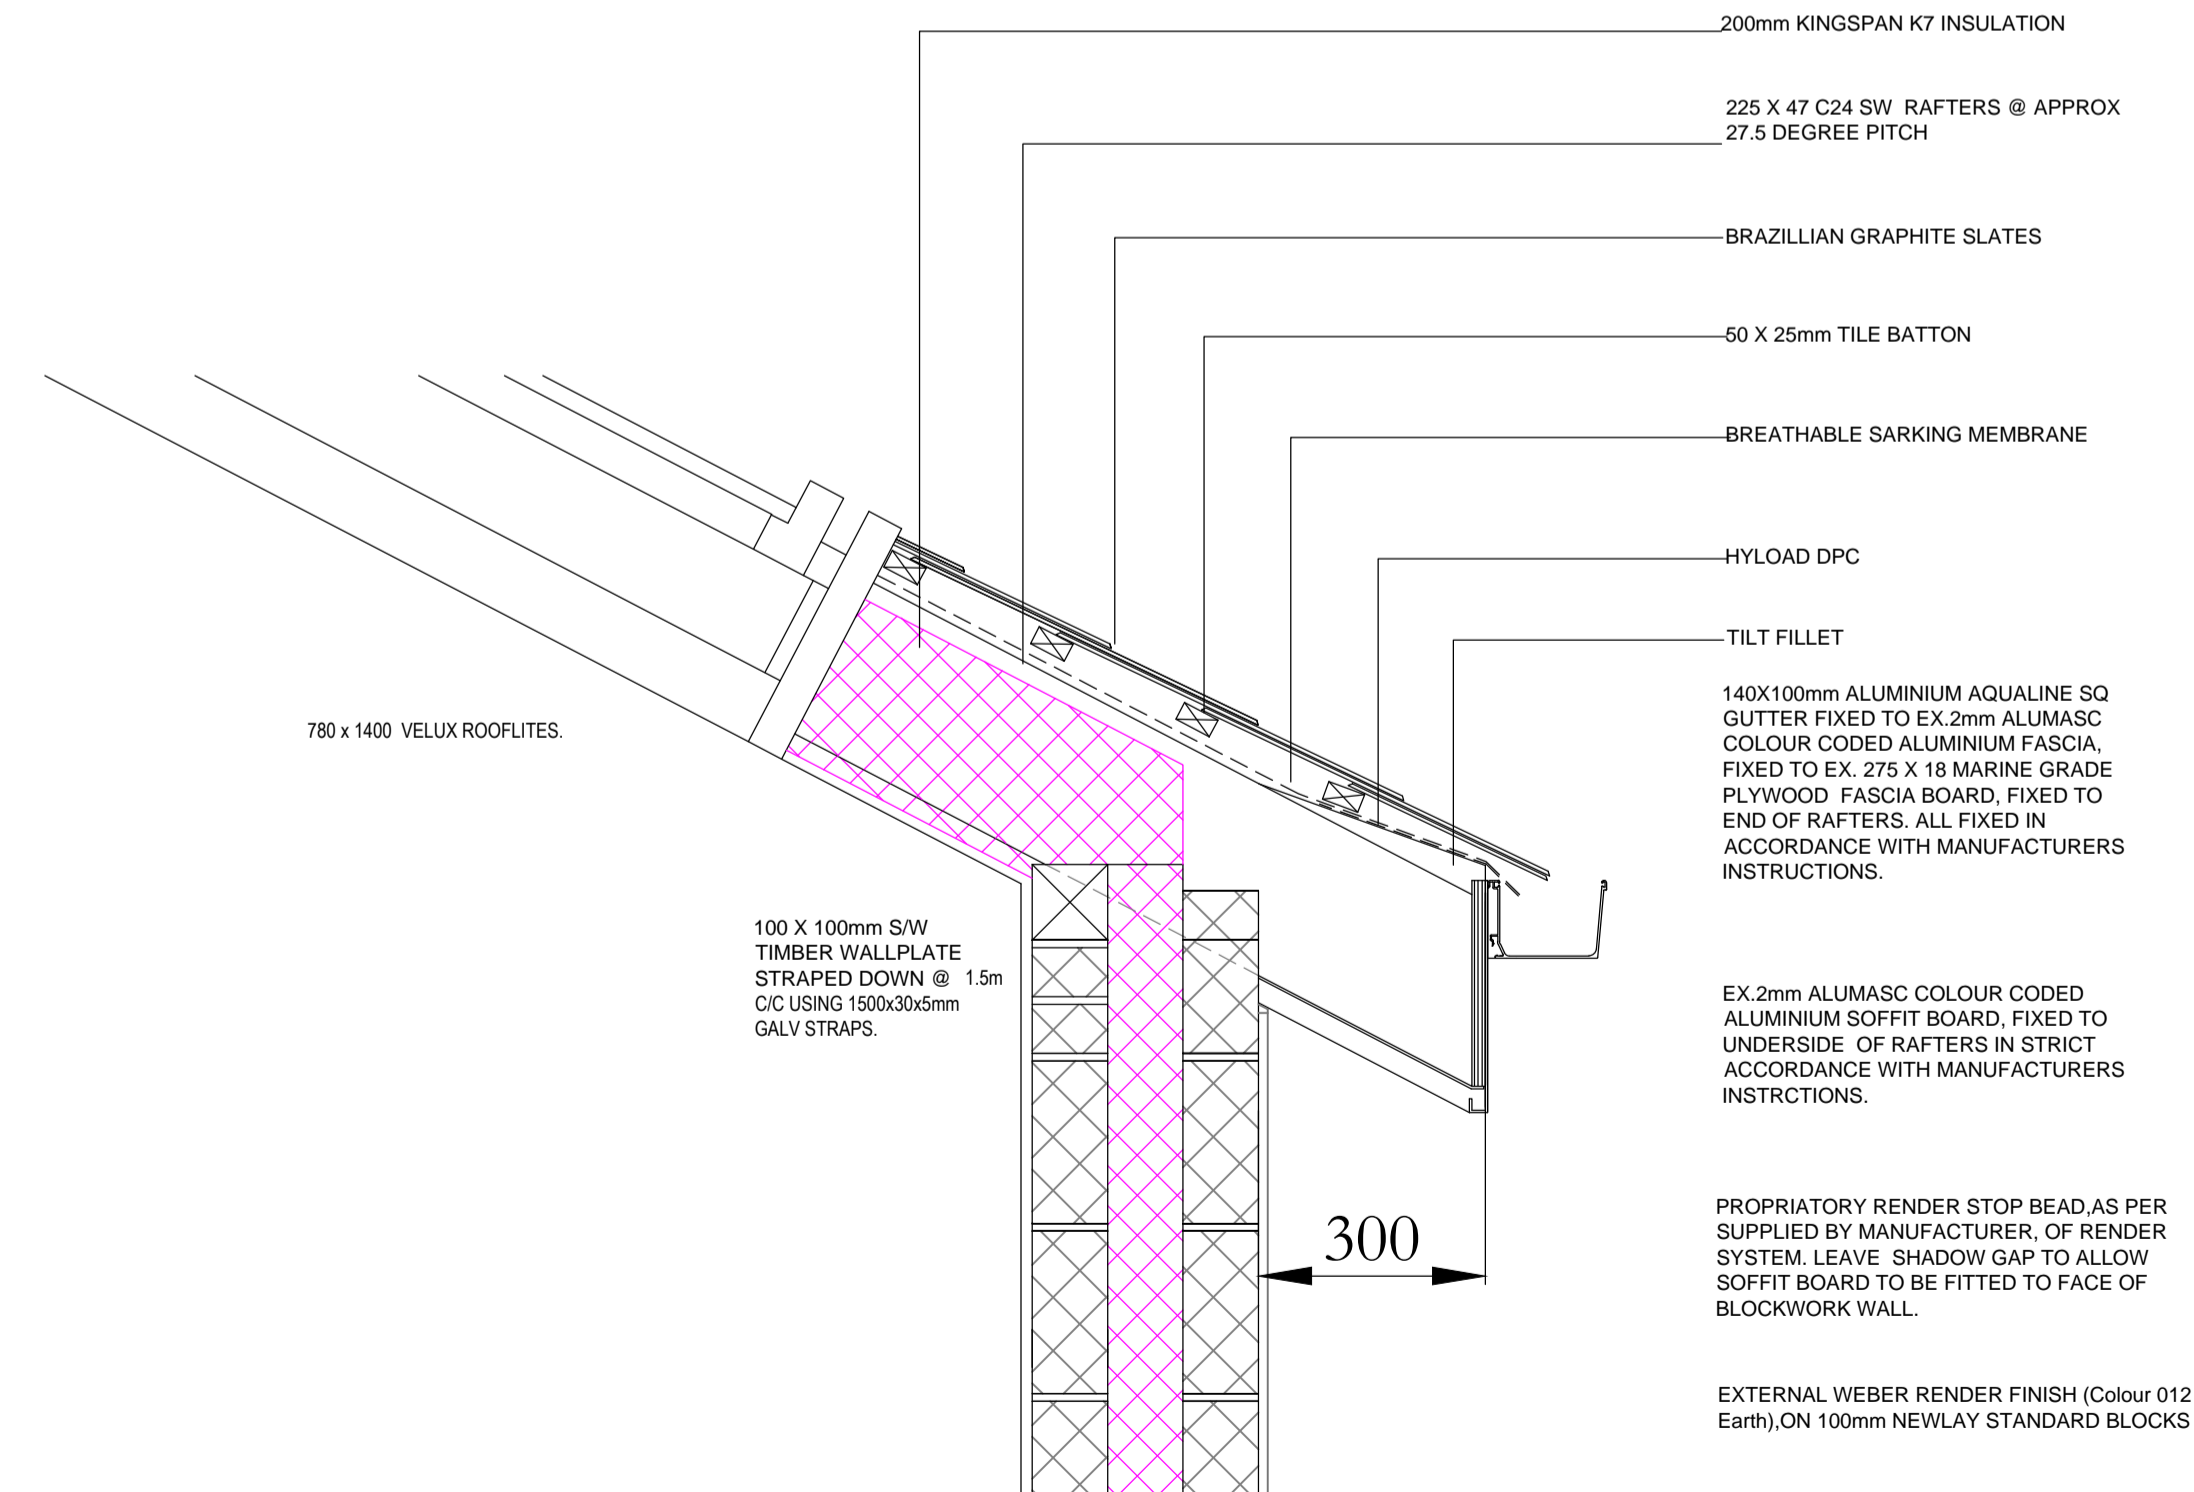 200mm KINGSPAN K7 INSULATION
225 X 47 C24 SW RAFTERS @ APPROX
27.5 DEGREE PITCH
BRAZILLIAN GRAPHITE SLATES
50 X 25mm TILE BATTON
BREATHABLE SARKING MEMBRANE
HYLOAD DPC
TILT FILLET
140X100mm ALUMINIUM AQUALINE SQ
GUTTER FIXED TO EX.2mm ALUMASC
COLOUR CODED ALUMINIUM FASCIA,
FIXED TO EX. 275 X 18 MARINE GRADE
PLYWOOD FASCIA BOARD, FIXED TO
END OF RAFTERS. ALL FIXED IN
ACCORDANCE WITH MANUFACTURERS
INSTRUCTIONS.
780 x 1400 VELUX ROOFLITES.
100 X 100mm S/W
TIMBER WALLPLATE
STRAPED DOWN @ 1.5m
C/C USING 1500x30x5mm
GALV STRAPS.
EX.2mm ALUMASC COLOUR CODED
ALUMINIUM SOFFIT BOARD, FIXED TO
UNDERSIDE OF RAFTERS IN STRICT
ACCORDANCE WITH MANUFACTURERS
INSTRCTIONS.
PROPRIATORY RENDER STOP BEAD,AS PER
SUPPLIED BY MANUFACTURER, OF RENDER
SYSTEM. LEAVE SHADOW GAP TO ALLOW
SOFFIT BOARD TO BE FITTED TO FACE OF
BLOCKWORK WALL.
300
EXTERNAL WEBER RENDER FINISH (Colour 012
Earth),ON 100mm NEWLAY STANDARD BLOCKS